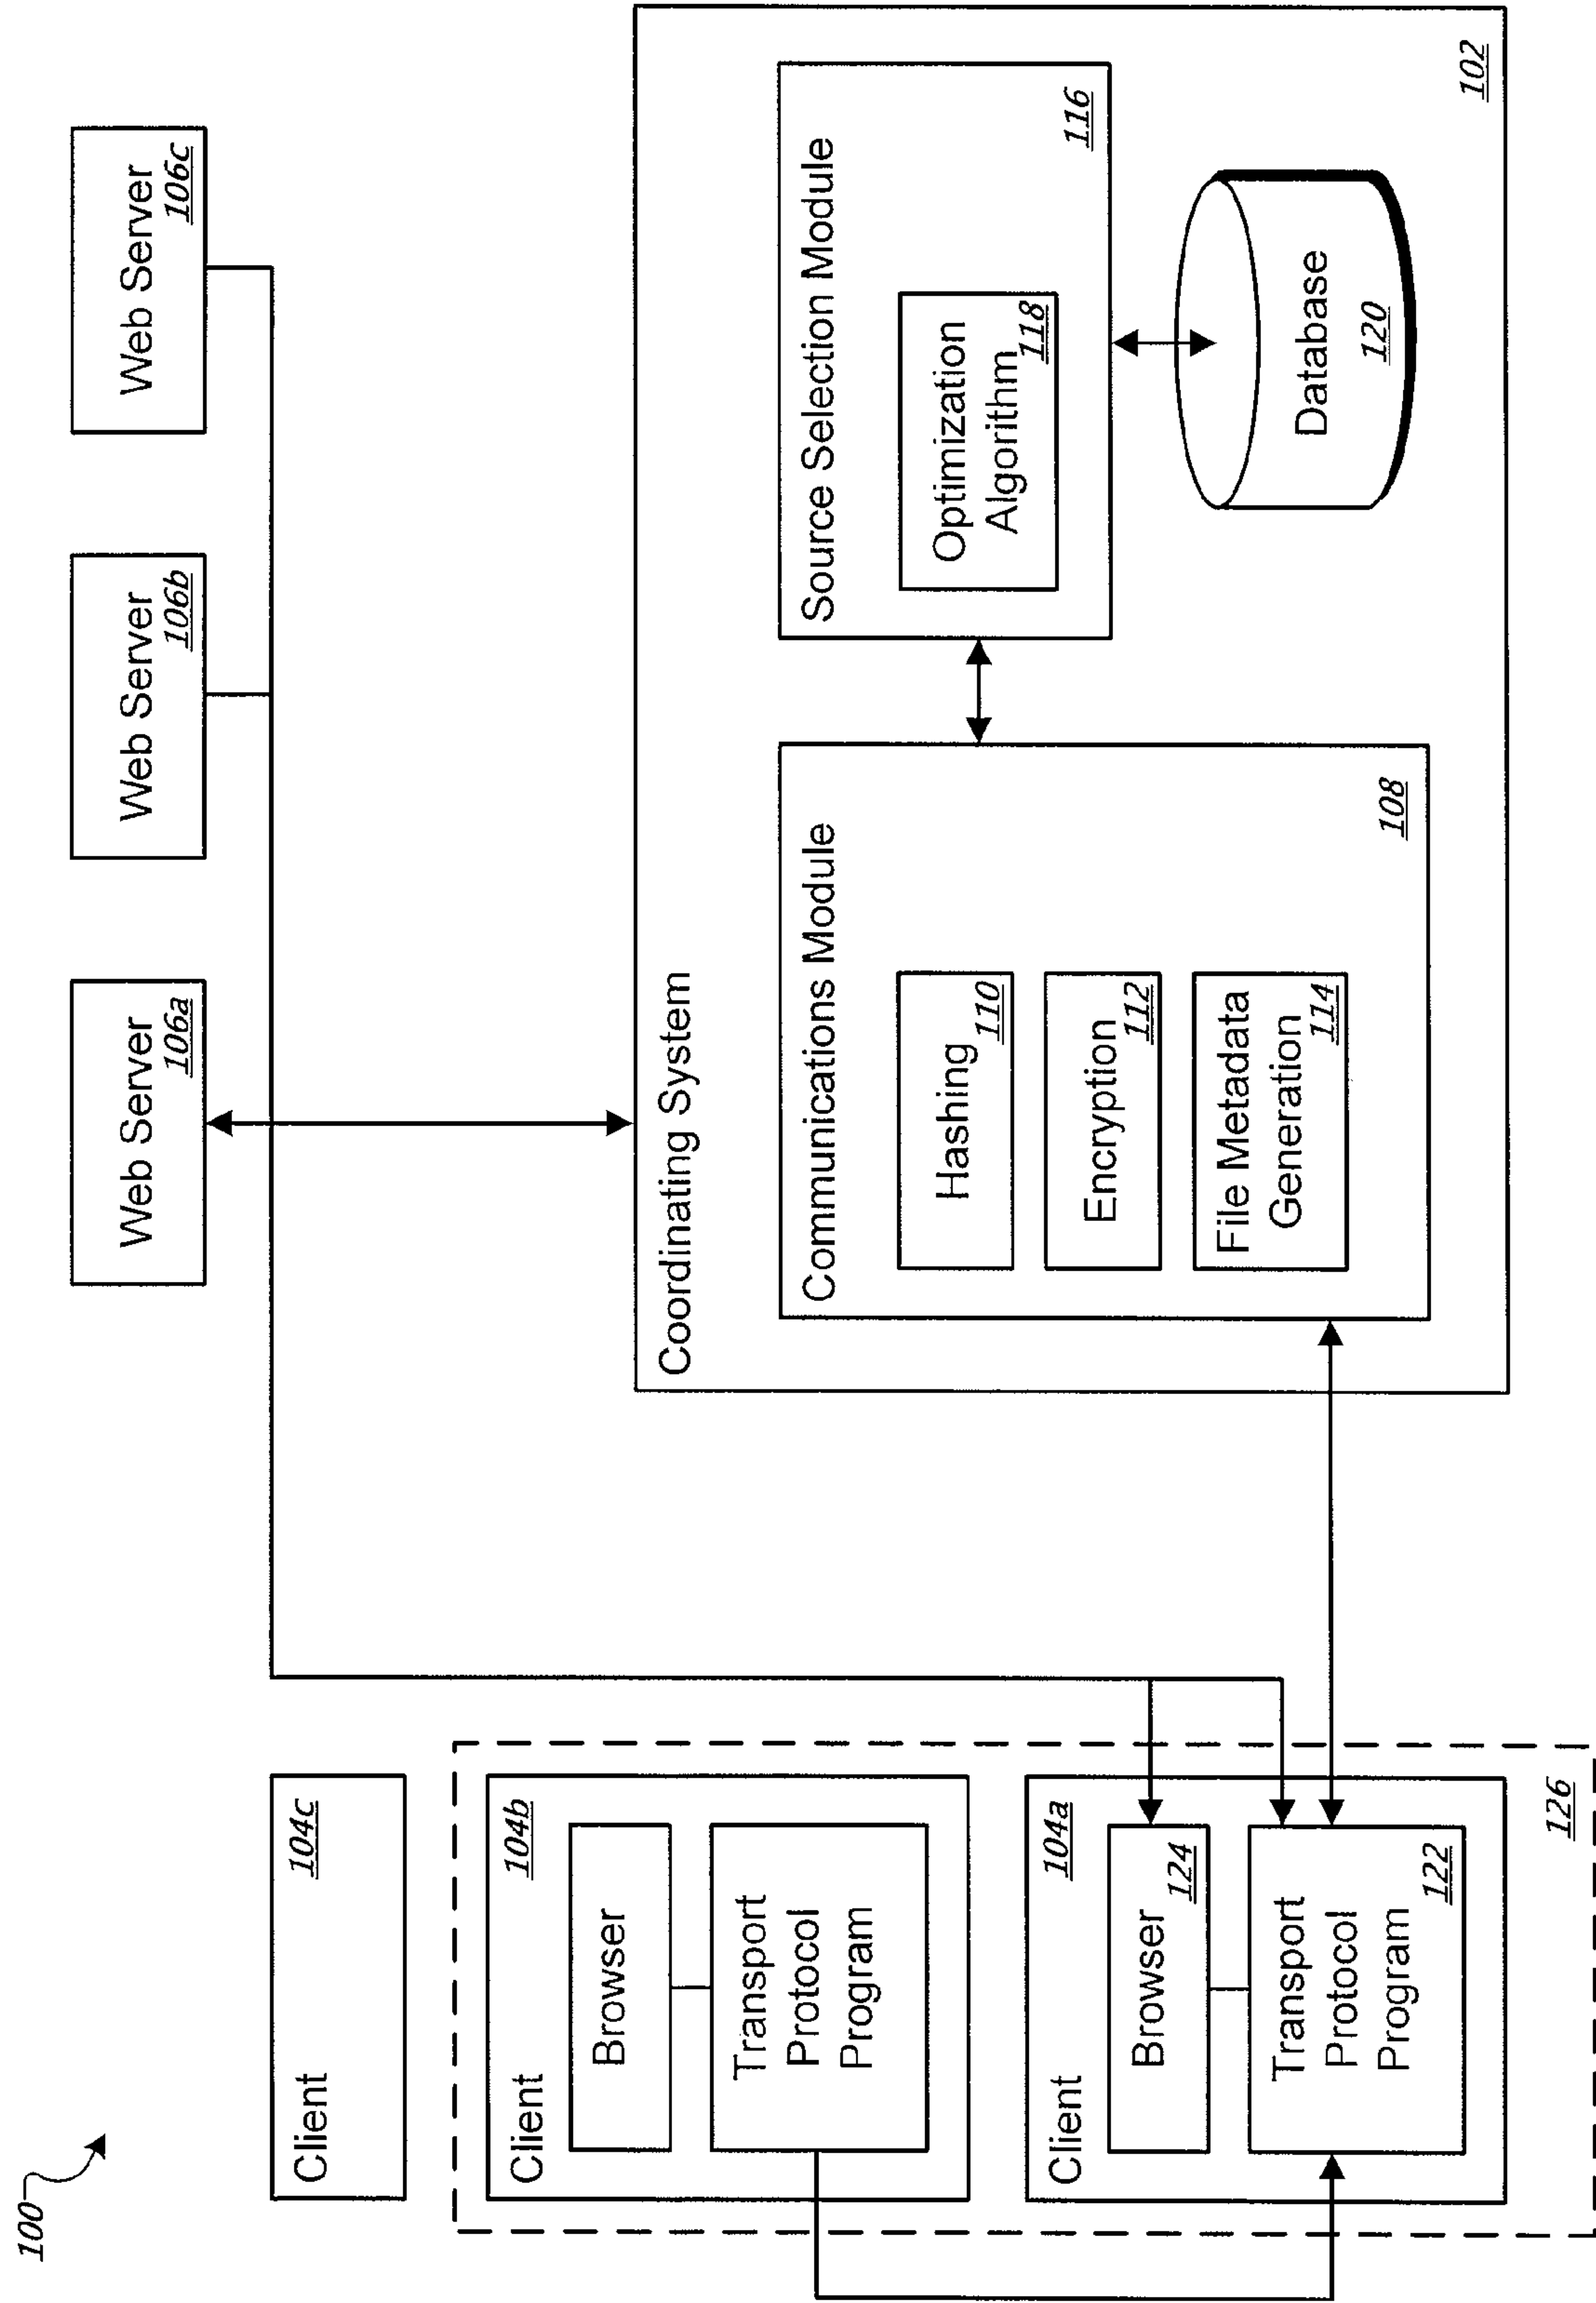 100
Client
104c
Client
104b
Browser
Transport
Protocol
Program
Client
104a
Browser
124
Transport
Protocol
Program
122
126
Web Server
106a
Web Server
106b
Web Server
106c
Coordinating System
Communications Module
Hashing
110
Encryption
112
File Metadata
Generation
114
108
Source Selection Module
Optimization
Algorithm
118
116
Database
120
102